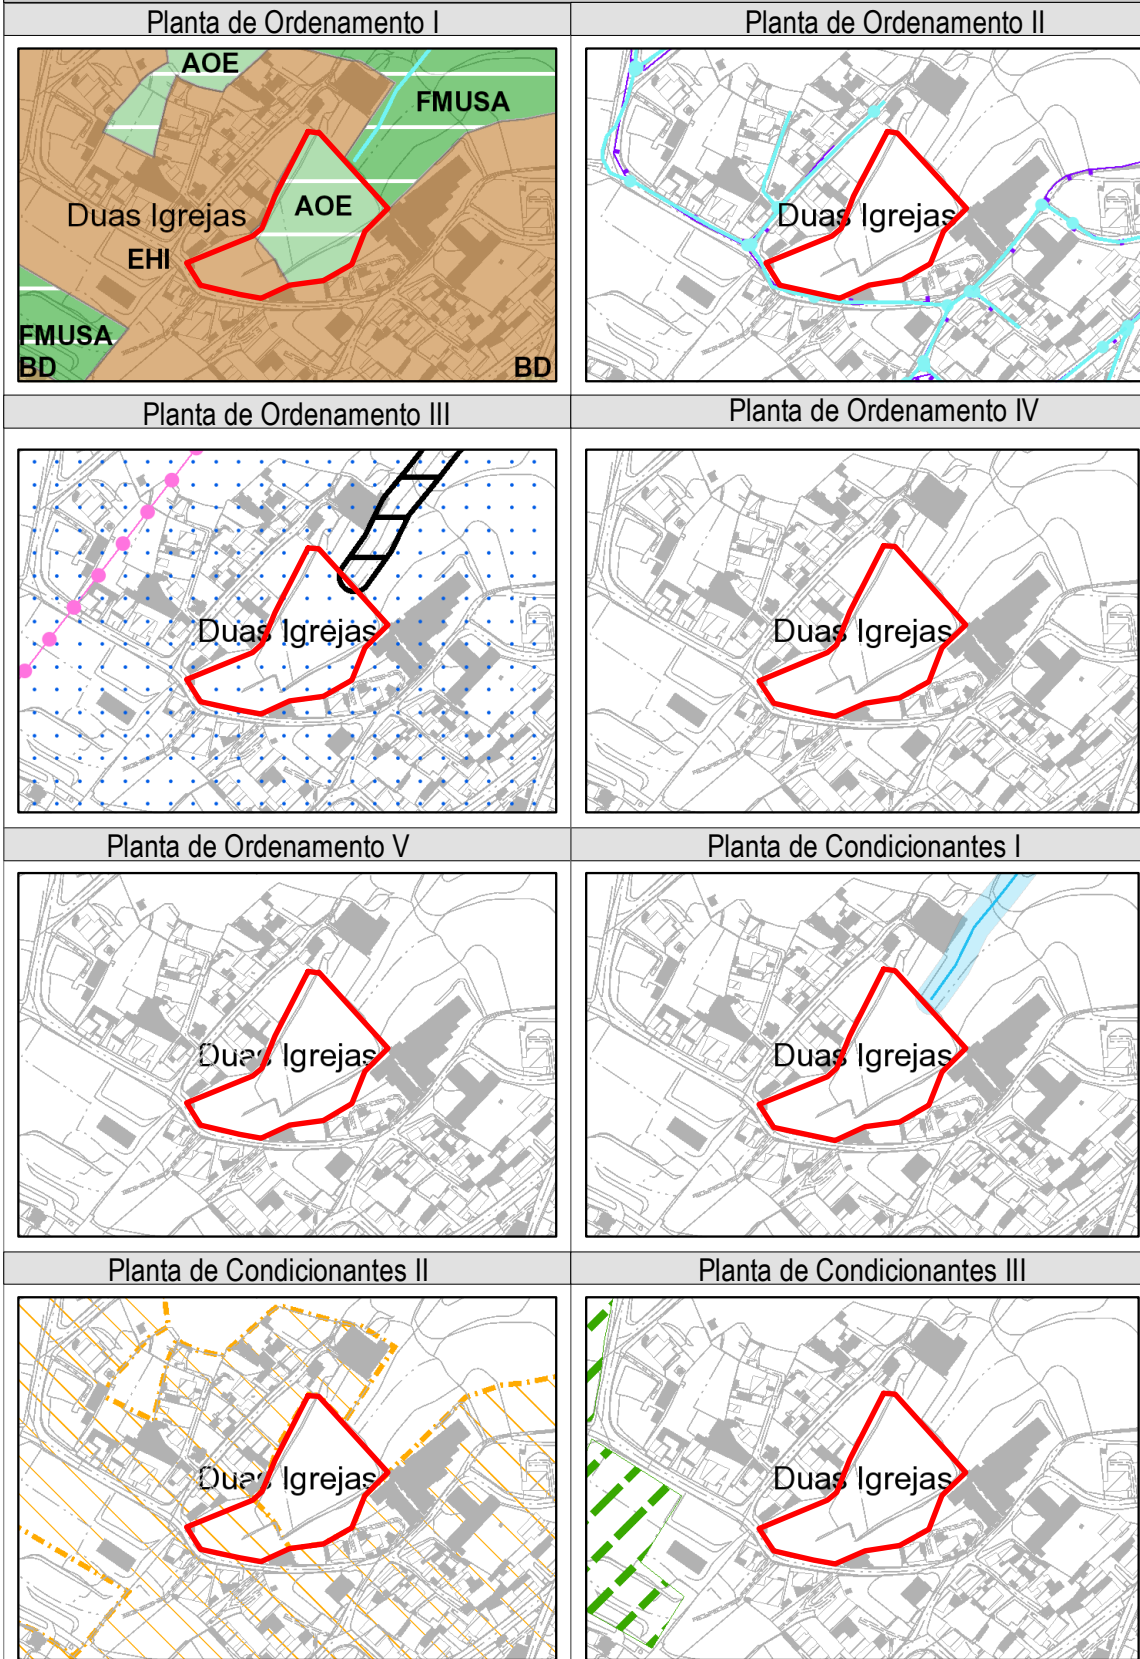 Planta de Ordenamento I
Planta de Ordenamento II
AOE
FMUSA
AOE
Duas Igrejas
EHI
FMUSA
BD
BD
Duas Igrejas
Planta de Ordenamento III
Planta de Ordenamento IV
Duas Igrejas
Duas Igrejas
Planta de Ordenamento V
Planta de Condicionantes I
Duas Igrejas
Duas Igrejas
Planta de Condicionantes II
Planta de Condicionantes III
Duas Igrejas
Duas Igrejas